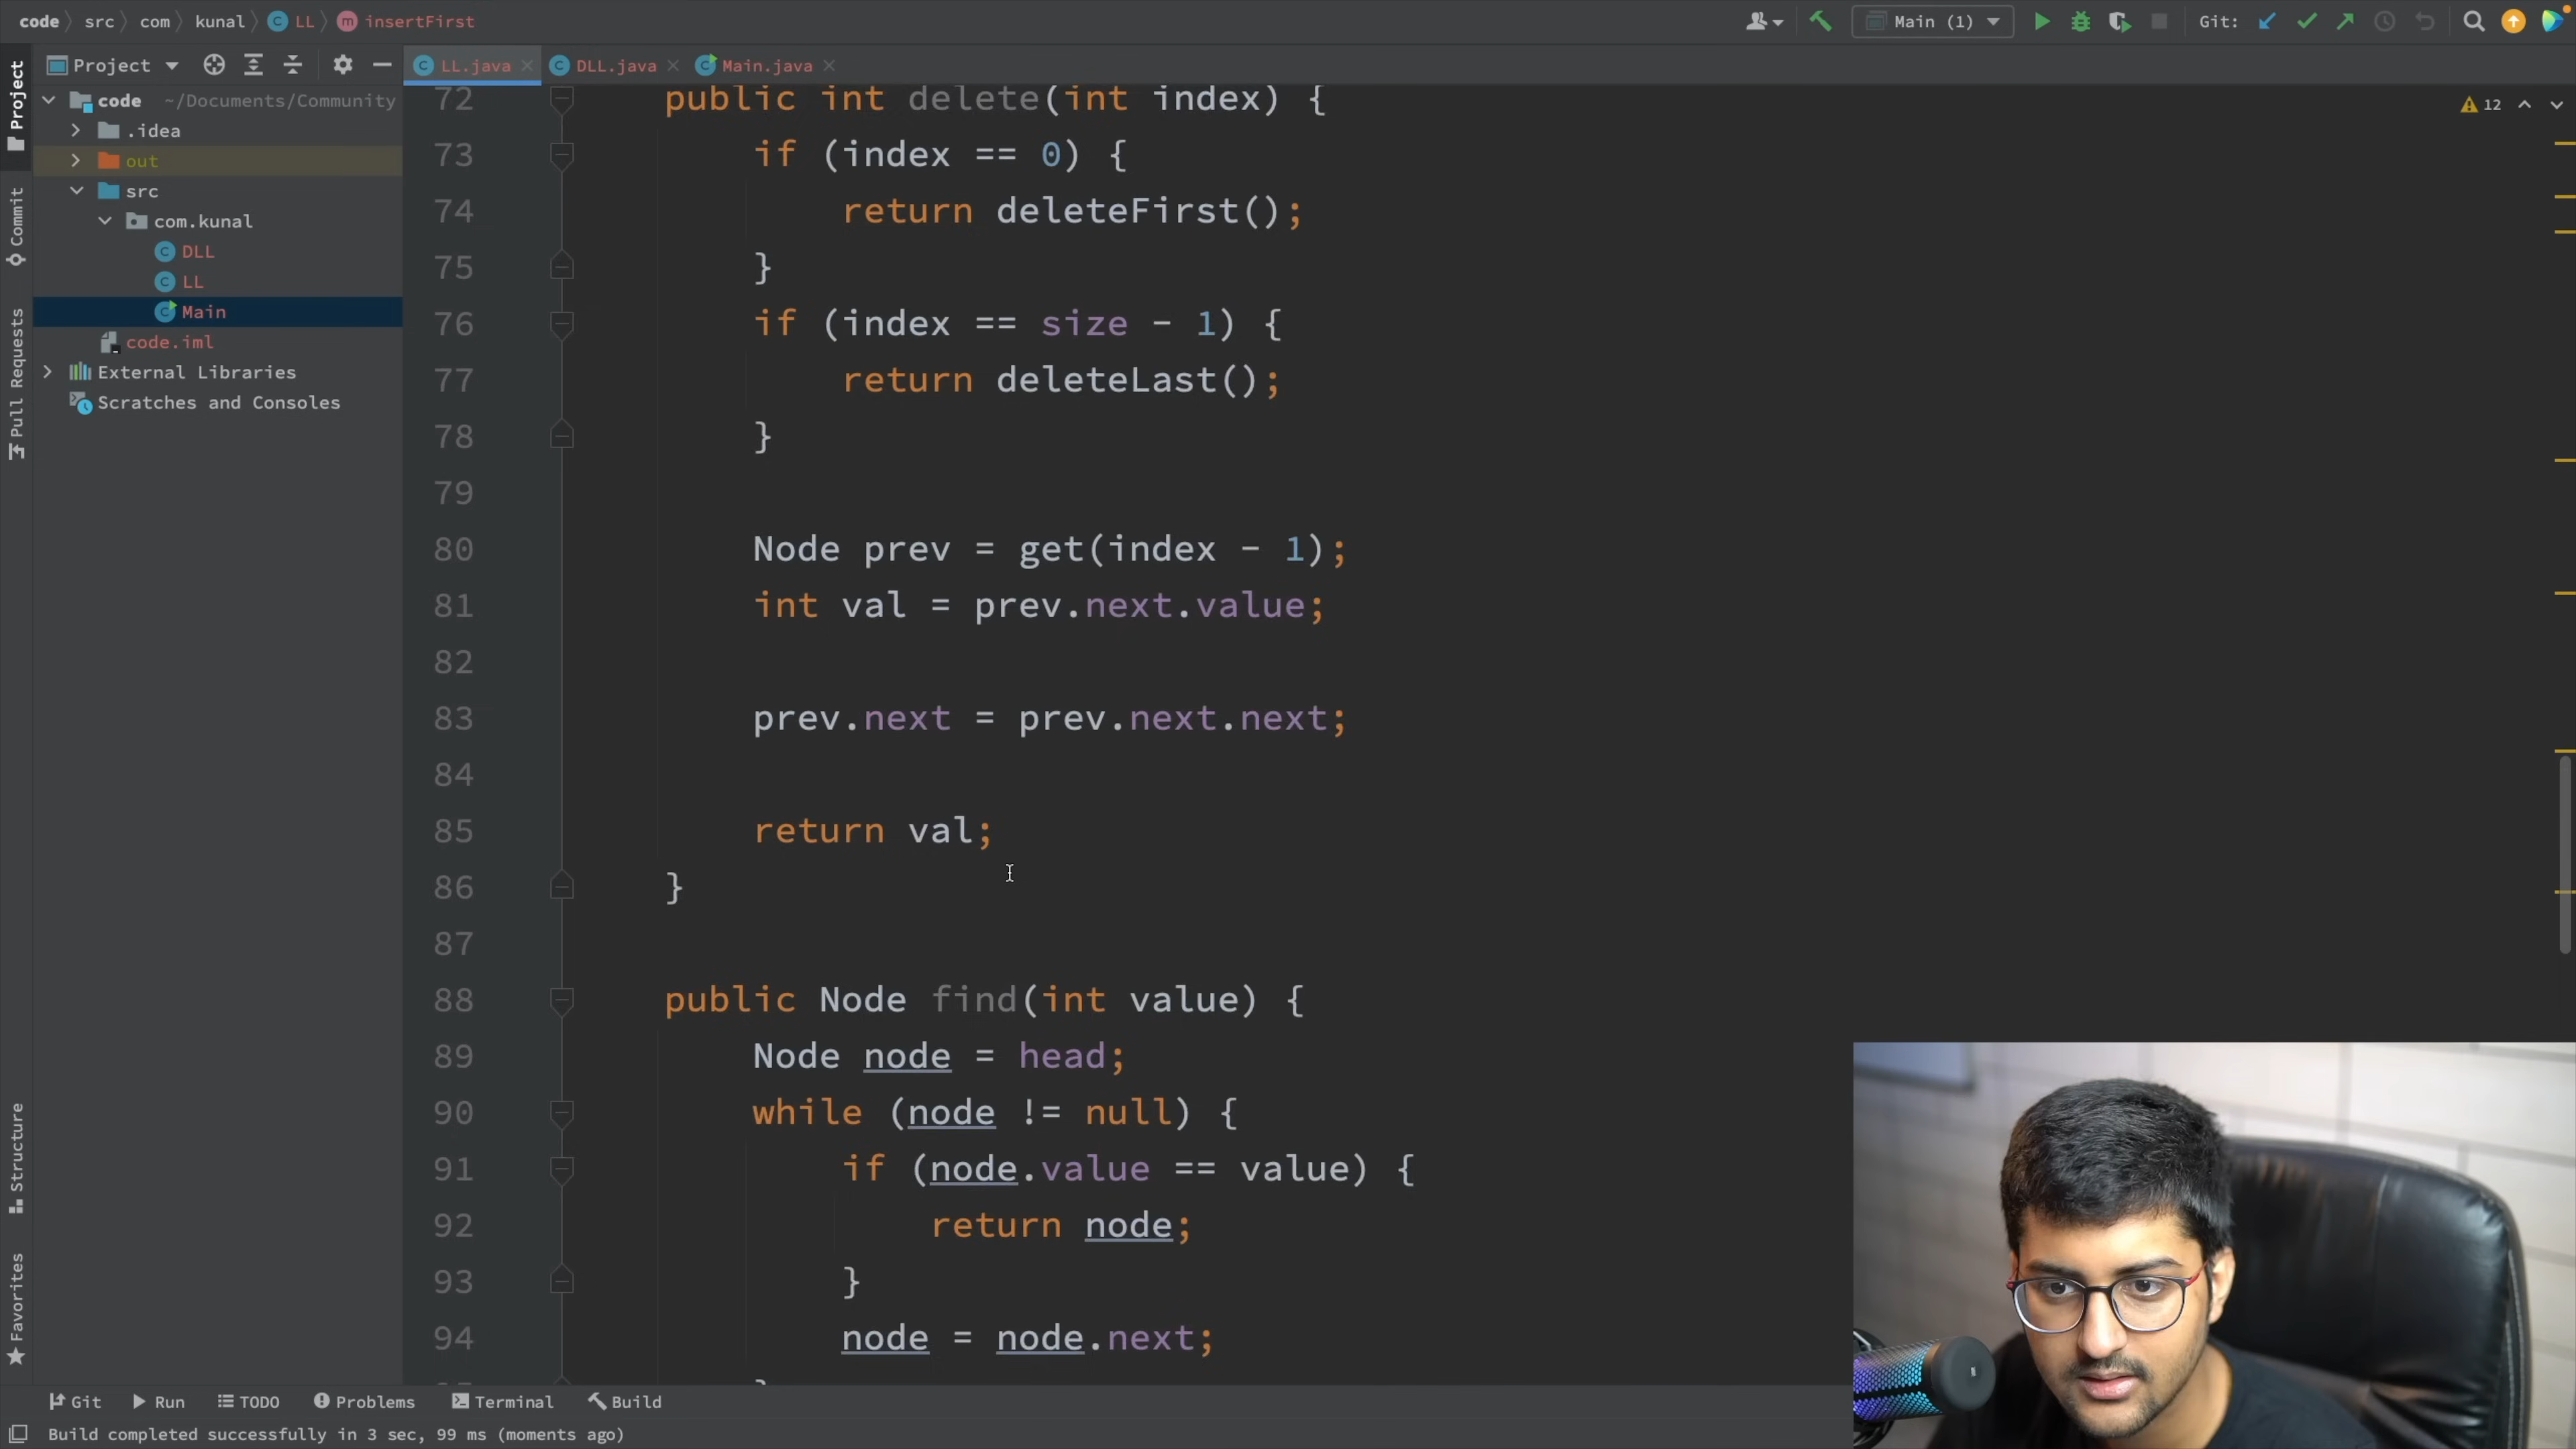 code src com kunal LL insertFirst Main (1) Git:
Project
LL.java DLL.java Main.java
code ~/Documents/Community
.idea
out
src
com.kunal
DLL
LL
Main
code.iml
External Libraries
Scratches and Consoles
Project
Commit
Pull Requests
Structure
Favorites
12
72 public int delete(int index) {
73 if (index == 0) {
74 return deleteFirst();
75 }
76 if (index == size - 1) {
77 return deleteLast();
78 }
79
80 Node prev = get(index - 1);
81 int val = prev.next.value;
82
83 prev.next = prev.next.next;
84
85 return val;
86 }
87
88 public Node find(int value) {
89 Node node = head;
90 while (node != null) {
91 if (node.value == value) {
92 return node;
93 }
94 node = node.next;
Git Run TODO Problems Terminal Build
Build completed successfully in 3 sec, 99 ms (moments ago)